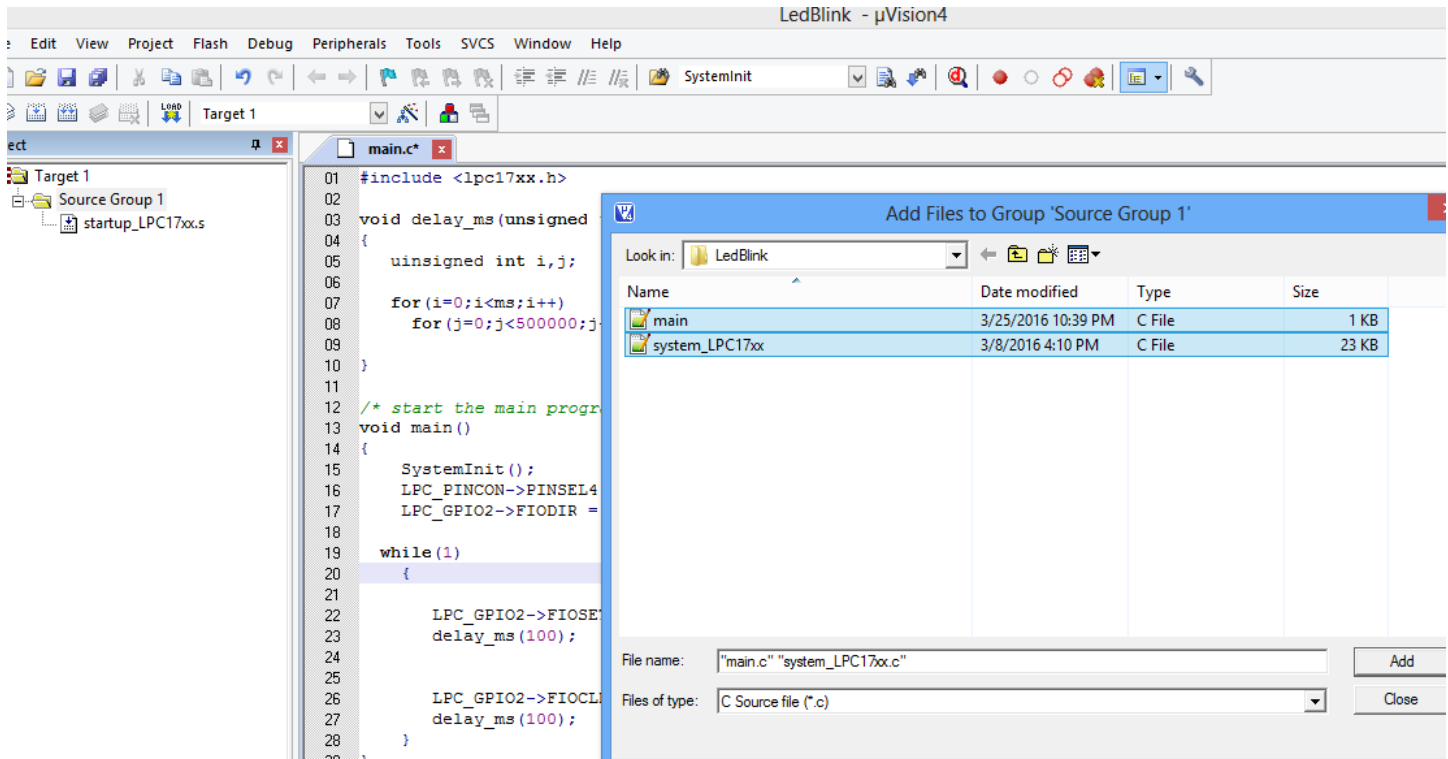 LedBlink - µVision4
Edit View Project Flash Debug Peripherals Tools SVCS Window Help
SystemInit
LOAD Target 1
ect
main.c*
Target 1
Source Group 1
startup_LPC17xx.s
01 #include <lpc17xx.h>
02
03 void delay_ms(unsigned
04 {
05 uinsigned int i,j;
06
07 for(i=0;i<ms;i++)
08 for(j=0;j<500000;j
09
10 }
11
12 /* start the main progr
13 void main()
14 {
15 SystemInit();
16 LPC_PINCON->PINSEL4
17 LPC_GPIO2->FIODIR =
18
19 while(1)
20 {
21
22 LPC_GPIO2->FIOSE
23 delay_ms(100);
24
25
26 LPC_GPIO2->FIOCL
27 delay_ms(100);
28 }
Add Files to Group 'Source Group 1'
Look in: LedBlink
Name Date modified Type Size
main 3/25/2016 10:39 PM C File 1 KB
system_LPC17xx 3/8/2016 4:10 PM C File 23 KB
File name: "main.c" "system_LPC17xx.c" Add
Files of type: C Source file (*.c) Close